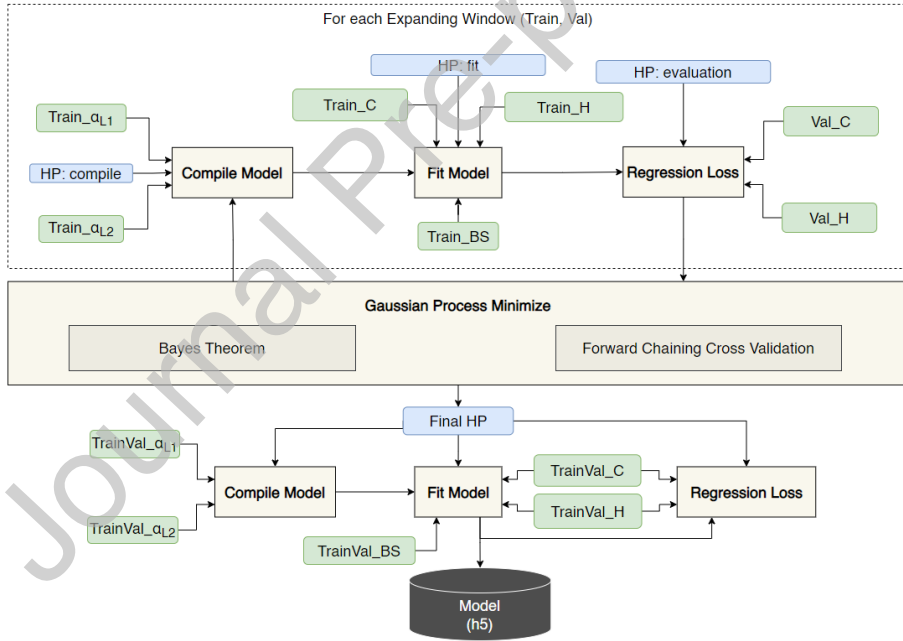 For each Expanding Window (Train, Val)
HP: fit
HP: evaluation
Train_C
Train_H
Train_αL1
Val_C
HP: compile
Compile Model
Fit Model
Regression Loss
Train_αL2
Train_BS
Val_H
Gaussian Process Minimize
Bayes Theorem
Forward Chaining Cross Validation
Final HP
TrainVal_αL1
TrainVal_C
Compile Model
Fit Model
Regression Loss
TrainVal_H
TrainVal_αL2
TrainVal_BS
Model
(h5)
Journal Pre-p